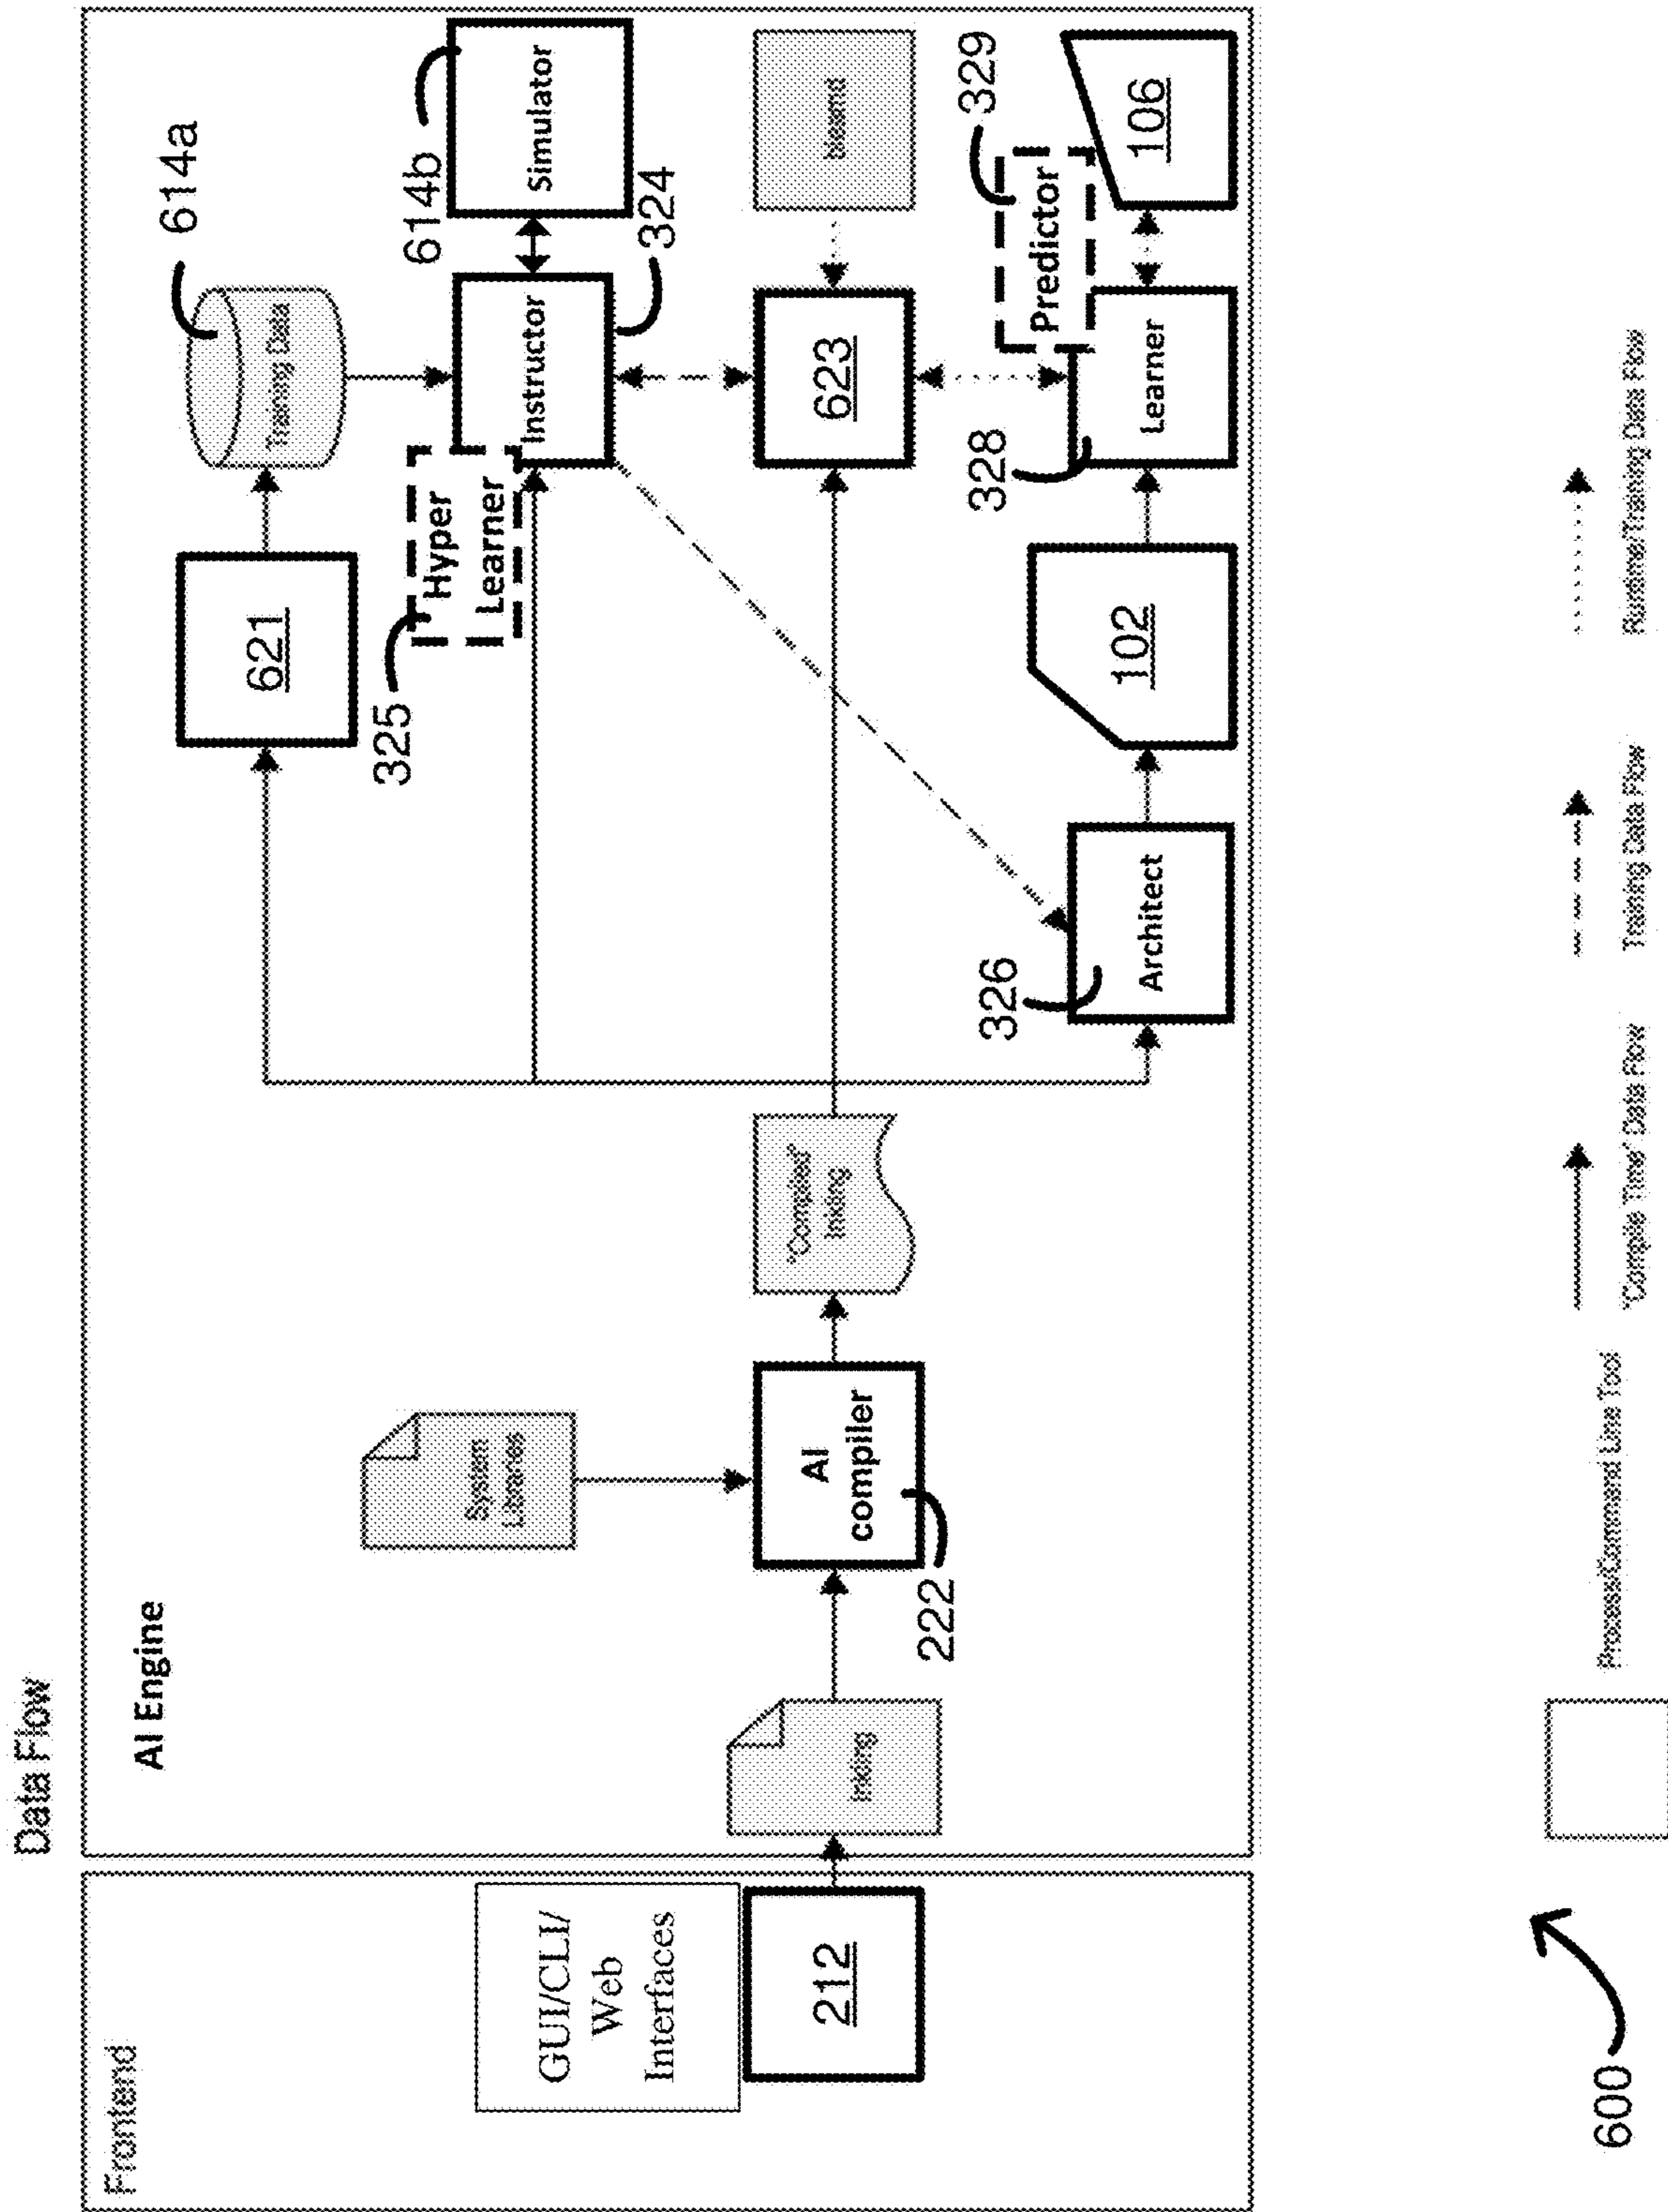 Data Flow
Frontend
AI Engine
GUI/CLI/
Web
Interfaces
212
Inkling
System
Libraries
AI
compiler
222
"Compiled"
Inkling
621
614a
Training Data
325
Hyper
Learner
Instructor
324
614b
Simulator
623
326
Architect
102
328
Learner
329
Predictor
106
600
Process/Command Line Tool
'Compile Time' Data Flow
Training Data Flow
Runtime/Training Data Flow